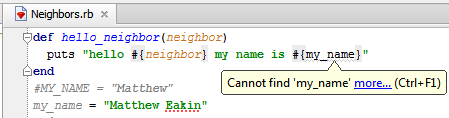 Neighbors.rb ×
def hello_neighbor(neighbor)
puts "hello #{neighbor} my name is #{my_name}"
end
Cannot find 'my_name' more... (Ctrl+F1)
#MY_NAME = "Matthew"
my_name = "Matthew Eakin"